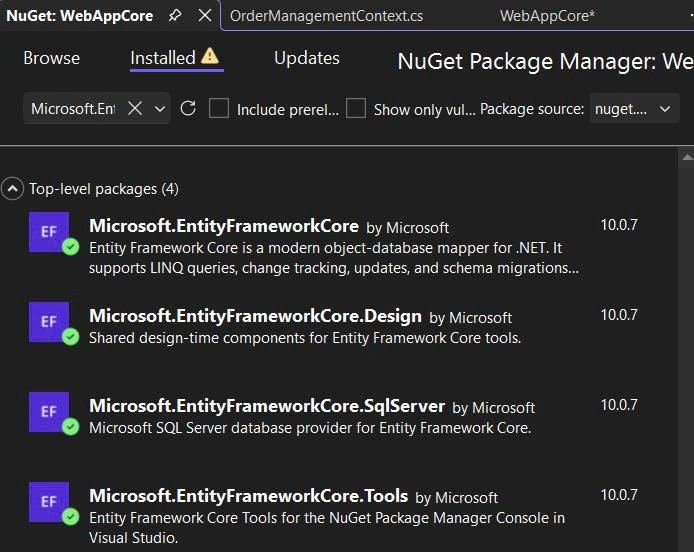 NuGet: WebAppCore
OrderManagementContext.cs
WebAppCore*
Browse
Installed
Updates
NuGet Package Manager: We
Microsoft.Ent
Include prerel...
Show only vul...
Package source:
nuget....
Top-level packages (4)
EF
Microsoft.EntityFrameworkCore by Microsoft
10.0.7
Entity Framework Core is a modern object-database mapper for .NET. It
supports LINQ queries, change tracking, updates, and schema migrations...
EF
Microsoft.EntityFrameworkCore.Design by Microsoft
10.0.7
Shared design-time components for Entity Framework Core tools.
EF
Microsoft.EntityFrameworkCore.SqlServer by Microsoft
10.0.7
Microsoft SQL Server database provider for Entity Framework Core.
EF
Microsoft.EntityFrameworkCore.Tools by Microsoft
10.0.7
Entity Framework Core Tools for the NuGet Package Manager Console in
Visual Studio.